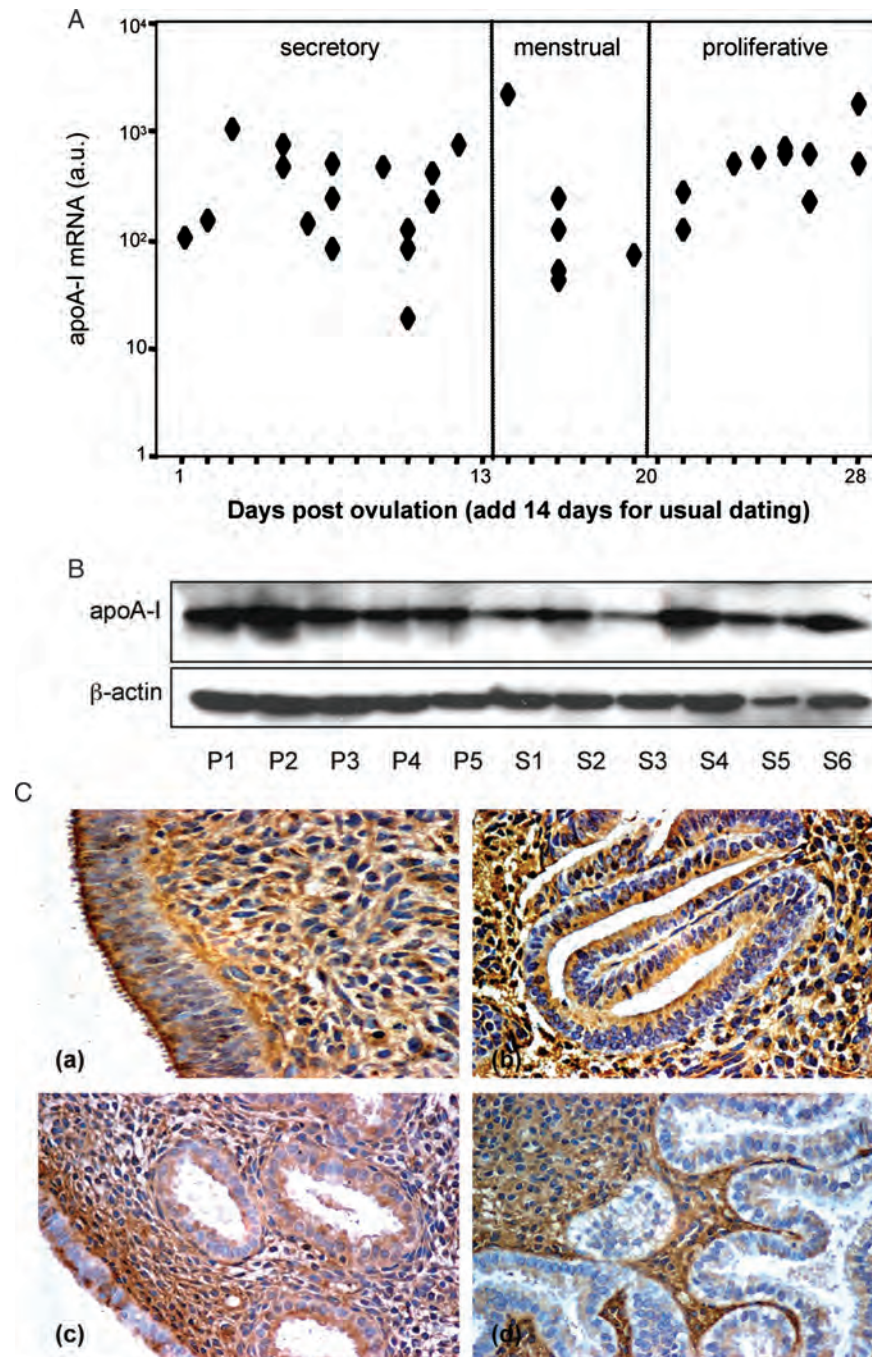 A
secretory
menstrual
proliferative
10⁴
10³
10²
10
1
apoA-I mRNA (a.u.)
1
13
20
28
Days post ovulation (add 14 days for usual dating)
B
apoA-I
β-actin
P1 P2 P3 P4 P5 S1 S2 S3 S4 S5 S6
C
(a)
(b)
(c)
(d)